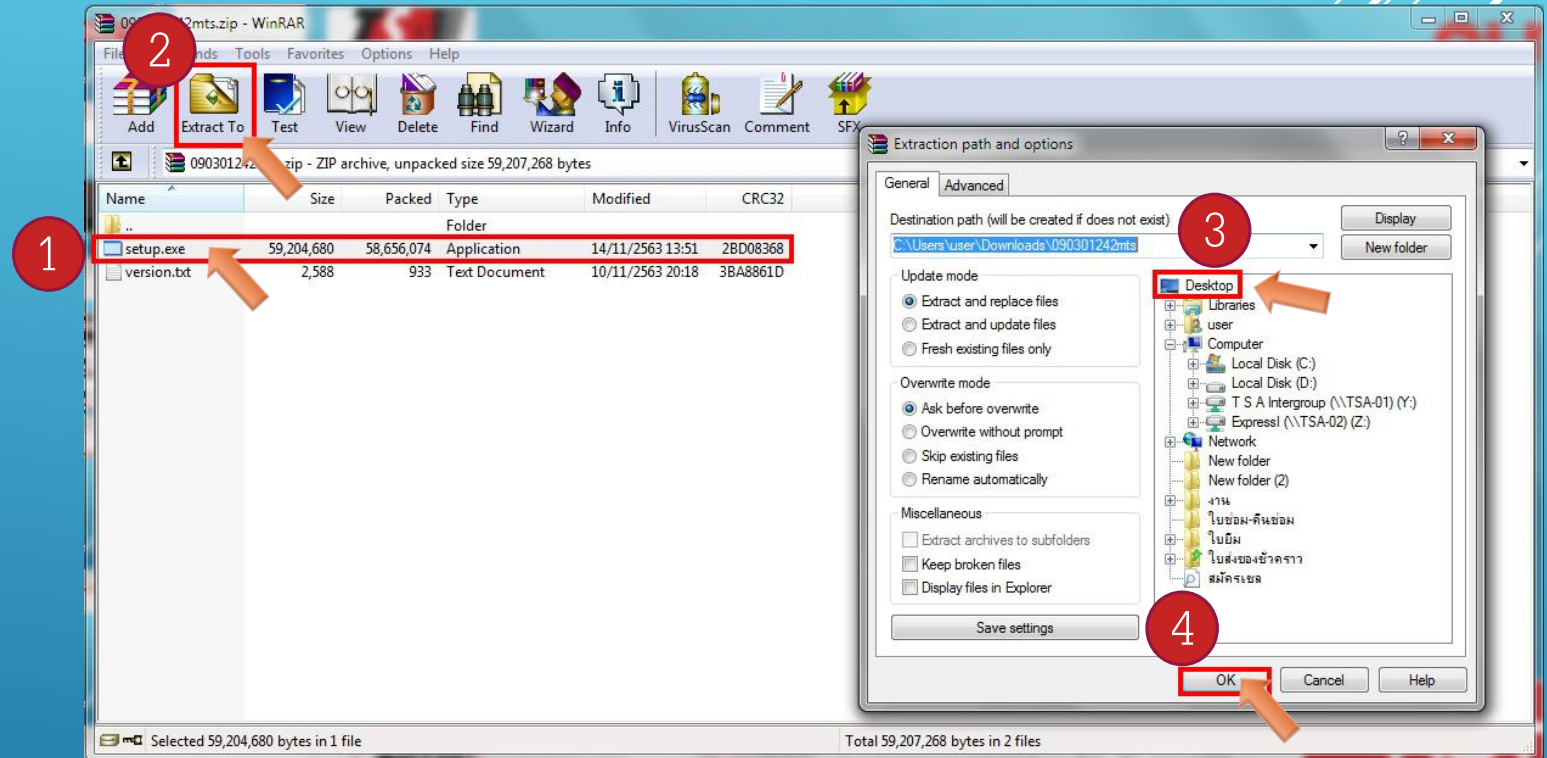 mts.zip - WinRAR
2
File nds Tools Favorites Options Help
Add Extract To Test View Delete Find Wizard Info VirusScan Comment SFX
zip - ZIP archive, unpacked size 59,207,268 bytes
Name Size Packed Type Modified CRC32
.. Folder
1
setup.exe 59,204,680 58,656,074 Application 14/11/2563 13:51 2BD08368
version.txt 2,588 933 Text Document 10/11/2563 20:18 3BA8861D
Extraction path and options
General Advanced
Destination path (will be created if does not exist)
Display
3
C:\Users\user\Downloads\090301242mts
New folder
Update mode
Extract and replace files
Extract and update files
Fresh existing files only
Overwrite mode
Ask before overwrite
Overwrite without prompt
Skip existing files
Rename automatically
Miscellaneous
Extract archives to subfolders
Keep broken files
Display files in Explorer
Save settings
Desktop
Libraries
user
Computer
Local Disk (C:)
Local Disk (D:)
T S A Intergroup (\\TSA-01) (Y:)
ExpressI (\\TSA-02) (Z:)
Network
New folder
New folder (2)
งาน
ใบซ่อม-คืนซ่อม
ใบยืม
ใบส่งของชั่วคราว
สมัครเซล
4
OK Cancel Help
Selected 59,204,680 bytes in 1 file
Total 59,207,268 bytes in 2 files